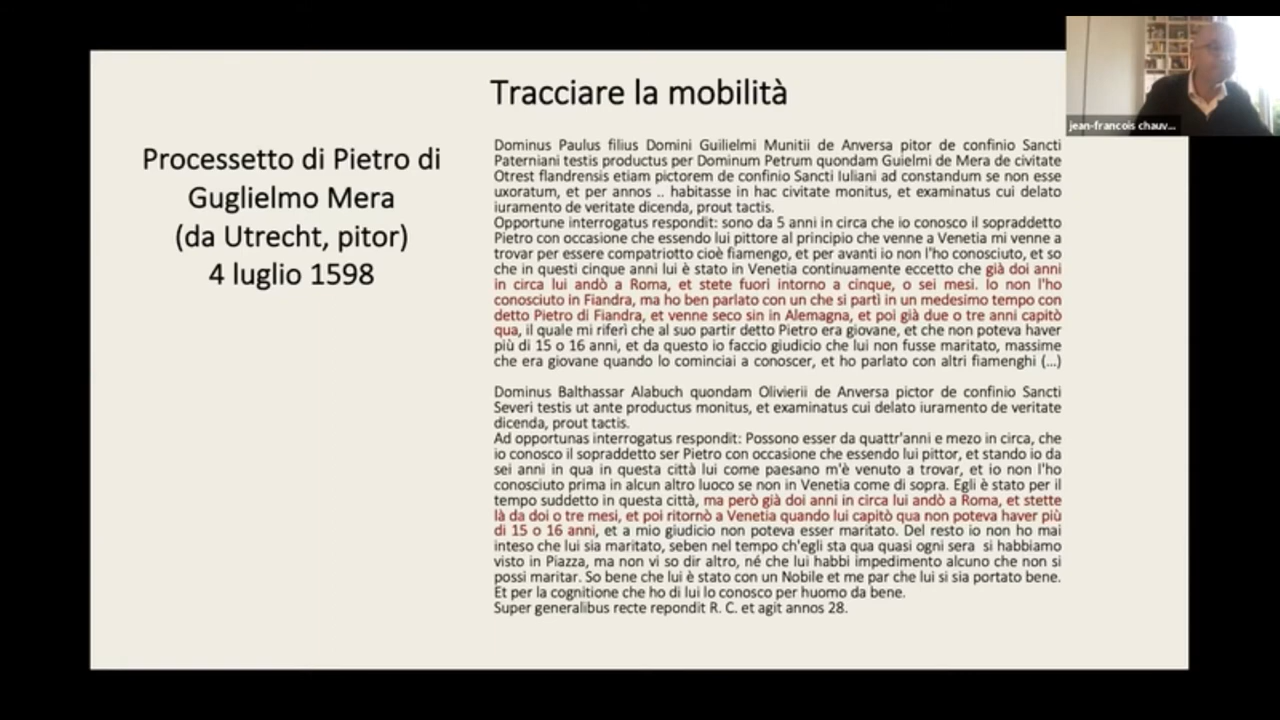 Tracciare la mobilità
jean-francois chauv...
Processetto di Pietro di
Guglielmo Mera
(da Utrecht, pitor)
4 luglio 1598
Dominus Paulus filius Domini Guilielmi Munitii de Anversa pitor de confinio Sancti
Paterniani testis productus per Dominum Petrum quondam Guielmi de Mera de civitate
Otrest flandrensis etiam pictorem de confinio Sancti Iuliani ad constandum se non esse
uxoratum, et per annos .. habitasse in hac civitate monitus, et examinatus cui delato
iuramento de veritate dicenda, prout tactis.
Opportune interrogatus respondit: sono da 5 anni in circa che io conosco il sopraddetto
Pietro con occasione che essendo lui pittore al principio che venne a Venetia mi venne a
trovar per essere compatriotto cioè fiamengo, et per avanti io non l'ho conosciuto, et so
che in questi cinque anni lui è stato in Venetia continuamente eccetto che già doi anni
in circa lui andò a Roma, et stete fuori intorno a cinque, o sei mesi. Io non l'ho
conosciuto in Fiandra, ma ho ben parlato con un che si partì in un medesimo tempo con
detto Pietro di Fiandra, et venne seco sin in Alemagna, et poi già due o tre anni capitò
qua, il quale mi riferì che al suo partir detto Pietro era giovane, et che non poteva haver
più di 15 o 16 anni, et da questo io faccio giudicio che lui non fusse maritato, massime
che era giovane quando lo cominciai a conoscer, et ho parlato con altri fiamenghi (...)
Dominus Balthassar Alabuch quondam Olivierii de Anversa pictor de confinio Sancti
Severi testis ut ante productus monitus, et examinatus cui delato iuramento de veritate
dicenda, prout tactis.
Ad opportunas interrogatus respondit: Possono esser da quattr'anni e mezo in circa, che
io conosco il sopraddetto ser Pietro con occasione che essendo lui pittor, et stando io da
sei anni in qua in questa città lui come paesano m'è venuto a trovar, et io non l'ho
conosciuto prima in alcun altro luoco se non in Venetia come di sopra. Egli è stato per il
tempo suddetto in questa città, ma però già doi anni in circa lui andò a Roma, et stette
là da doi o tre mesi, et poi ritornò a Venetia quando lui capitò qua non poteva haver più
di 15 o 16 anni, et a mio giudicio non poteva esser maritato. Del resto io non ho mai
inteso che lui sia maritato, seben nel tempo ch'egli sta qua quasi ogni sera si habbiamo
visto in Piazza, ma non vi so dir altro, né che lui habbi impedimento alcuno che non si
possi maritar. So bene che lui è stato con un Nobile et me par che lui si sia portato bene.
Et per la cognitione che ho di lui lo conosco per huomo da bene.
Super generalibus recte repondit R. C. et agit annos 28.